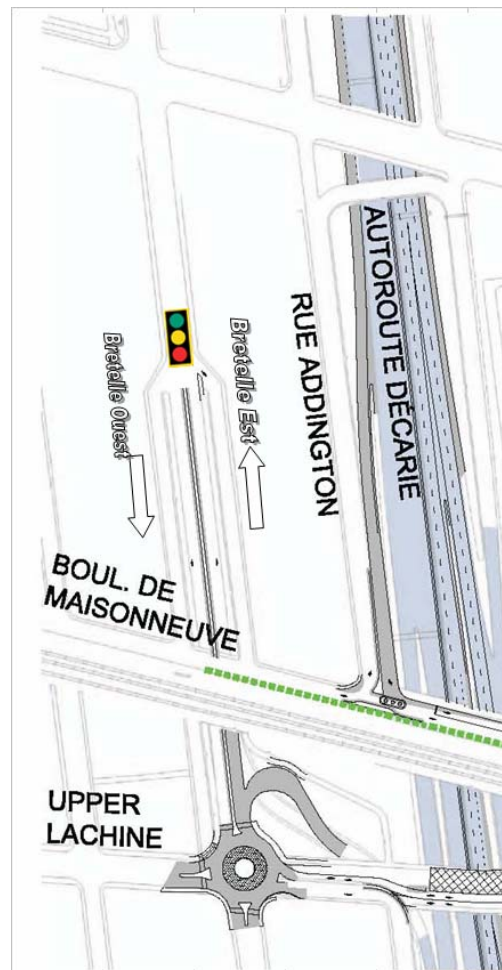 AUTOROUTE DÉCARIE
RUE ADDINGTON
Bretelle Est
Bretelle Ouest
BOUL. DE
MAISONNEUVE
UPPER
LACHINE